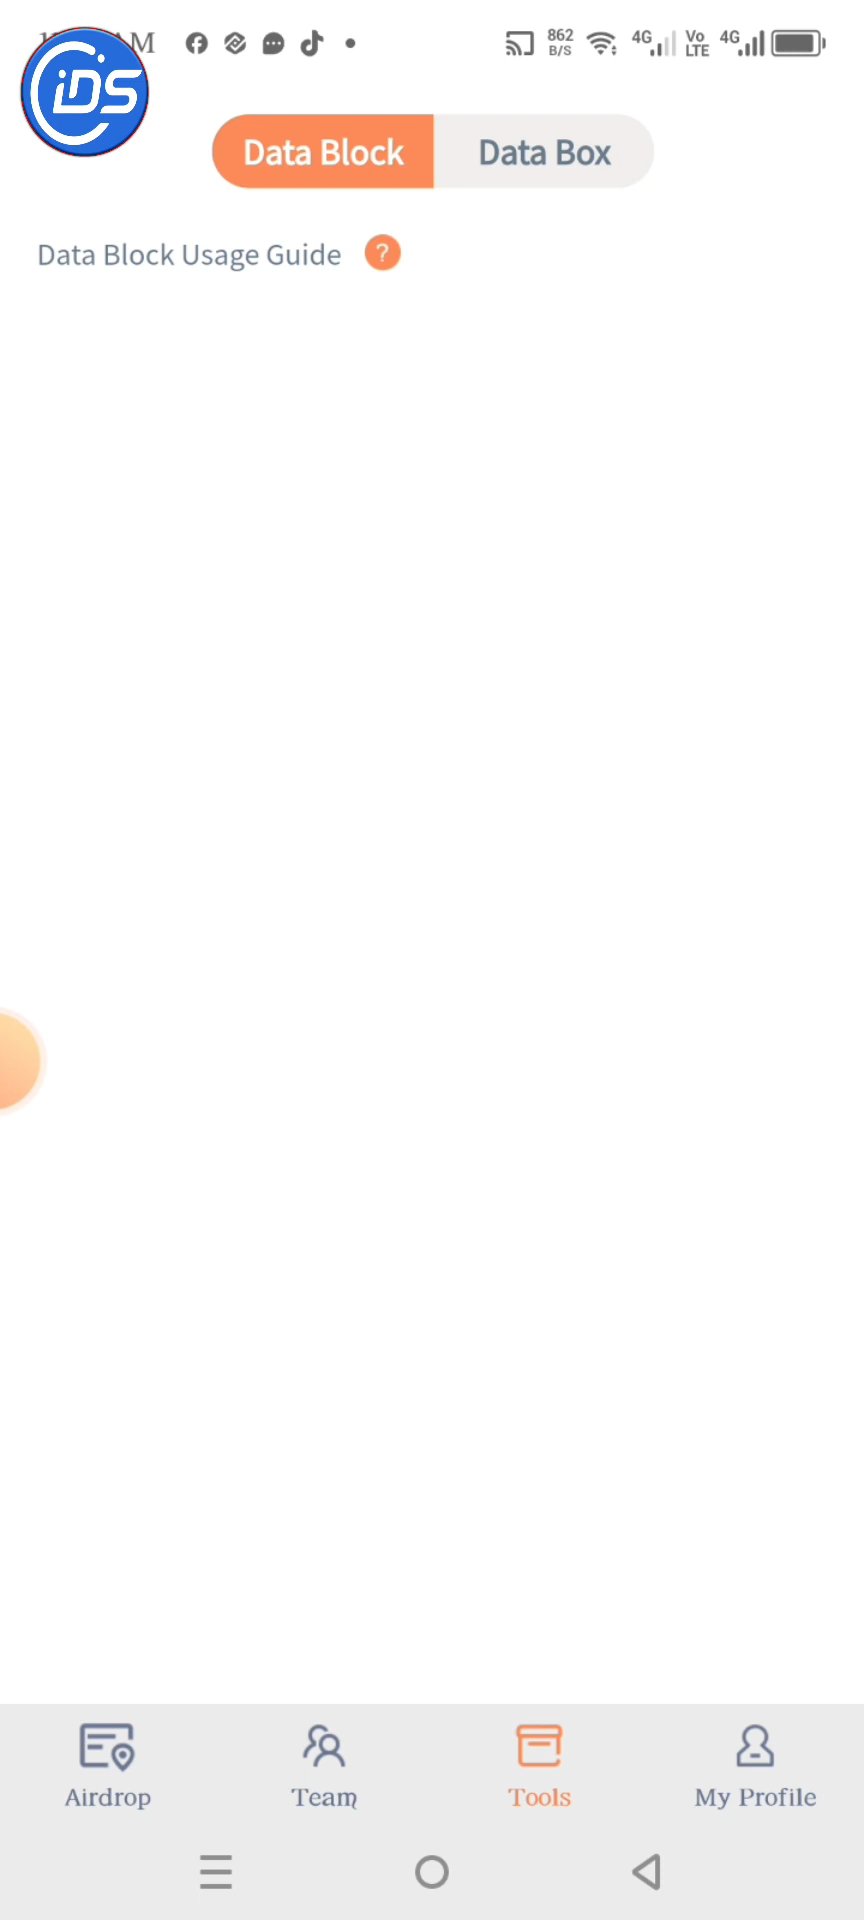 862
B/S
4G
Vo
LTE
4G
iDS
Data Block
Data Box
Data Block Usage Guide
?
Airdrop
Team
Tools
My Profile